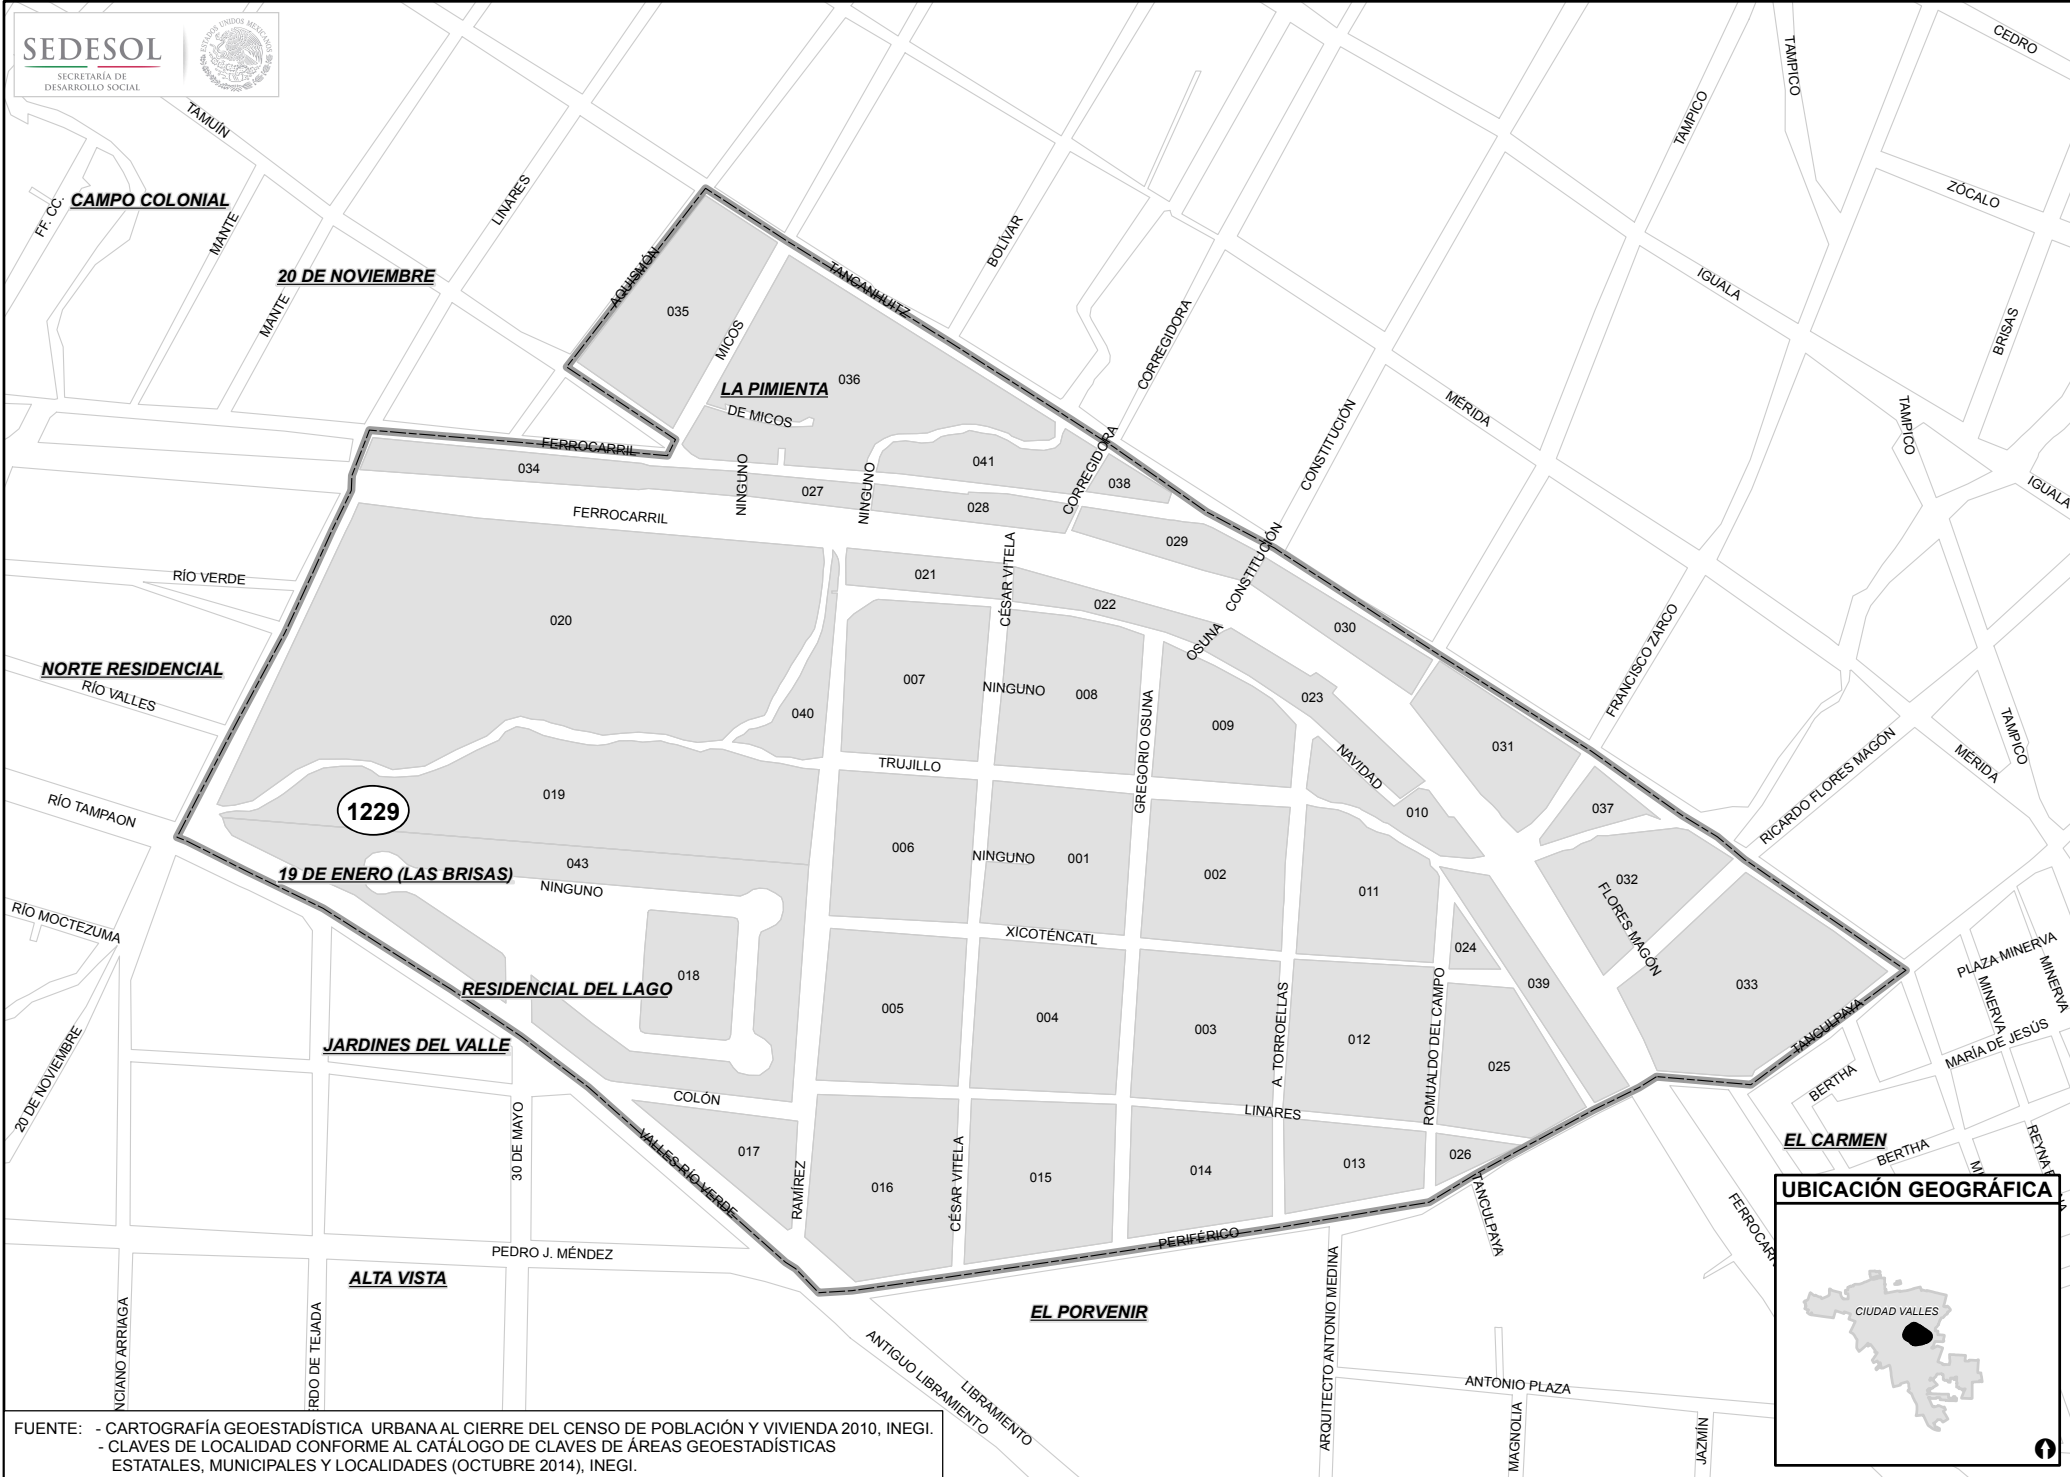 SEDESOL
SECRETARÍA DE
DESARROLLO SOCIAL
ESTADOS UNIDOS MEXICANOS
CEDRO
TAMPICO
TAMPICO
TAMUÍN
ZÓCALO
FF. CC.
CAMPO COLONIAL
MANTE
LINARES
BOLÍVAR
20 DE NOVIEMBRE
AQUISMÓN
TANCANHUITZ
IGUALA
MANTE
035
MICOS
CORREGIDORA
BRISAS
LA PIMIENTA
036
DE MICOS
MÉRIDA
TAMPICO
CONSTITUCIÓN
FERROCARRIL
034
NINGUNO
027
NINGUNO
041
CORREGIDORA
038
IGUALA
FERROCARRIL
028
029
CÉSAR VITELA
CONSTITUCIÓN
RÍO VERDE
021
022
020
OSUNA
030
FRANCISCO ZARCO
NORTE RESIDENCIAL
RÍO VALLES
007
NINGUNO
008
GREGORIO OSUNA
023
040
009
031
TAMPICO
TRUJILLO
NAVIDAD
RICARDO FLORES MAGÓN
MÉRIDA
RÍO TAMPAON
1229
019
010
037
006
NINGUNO
001
002
043
19 DE ENERO (LAS BRISAS)
NINGUNO
011
032
FLORES MAGÓN
RÍO MOCTEZUMA
XICOTÉNCATL
024
PLAZA MINERVA
MINERVA
MINERVA
018
RESIDENCIAL DEL LAGO
039
033
005
004
003
A. TORROELLAS
ROMUALDO DEL CAMPO
012
TANCULPAYA
MARÍA DE JESÚS
JARDINES DEL VALLE
20 DE NOVIEMBRE
025
BERTHA
COLÓN
LINARES
30 DE MAYO
VALLES RÍO VERDE
017
RAMÍREZ
016
CÉSAR VITELA
015
014
013
026
EL CARMEN
BERTHA
TANCULPAYA
UBICACIÓN GEOGRÁFICA
PERIFÉRICO
PEDRO J. MÉNDEZ
ALTA VISTA
EL PORVENIR
ARQUITECTO ANTONIO MEDINA
CIUDAD VALLES
NCIANO ARRIAGA
RDO DE TEJADA
ANTIGUO LIBRAMIENTO
LIBRAMIENTO
ANTONIO PLAZA
MAGNOLIA
JAZMÍN
FUENTE: - CARTOGRAFÍA GEOESTADÍSTICA URBANA AL CIERRE DEL CENSO DE POBLACIÓN Y VIVIENDA 2010, INEGI.
- CLAVES DE LOCALIDAD CONFORME AL CATÁLOGO DE CLAVES DE ÁREAS GEOESTADÍSTICAS
ESTATALES, MUNICIPALES Y LOCALIDADES (OCTUBRE 2014), INEGI.